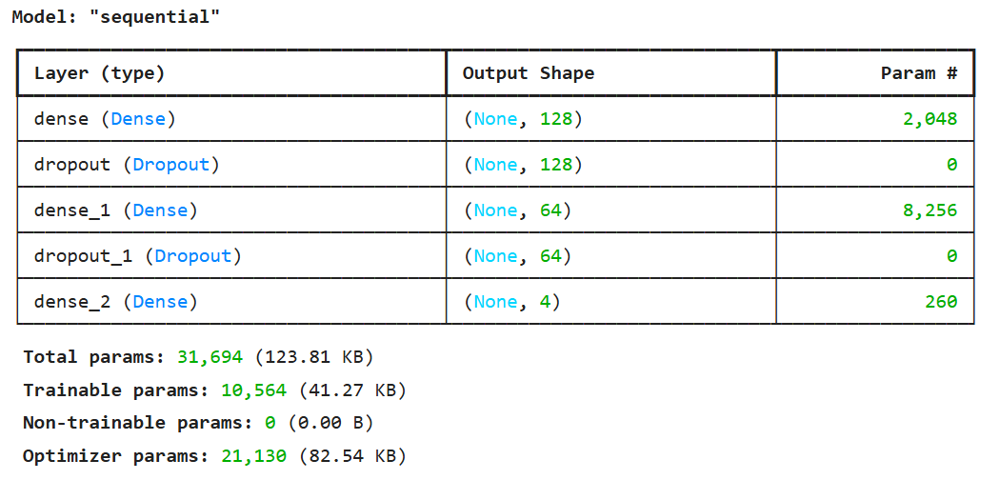 Model: "sequential"
Layer (type) Output Shape Param #
dense (Dense) (None, 128) 2,048
dropout (Dropout) (None, 128) 0
dense_1 (Dense) (None, 64) 8,256
dropout_1 (Dropout) (None, 64) 0
dense_2 (Dense) (None, 4) 260
Total params: 31,694 (123.81 KB)
Trainable params: 10,564 (41.27 KB)
Non-trainable params: 0 (0.00 B)
Optimizer params: 21,130 (82.54 KB)